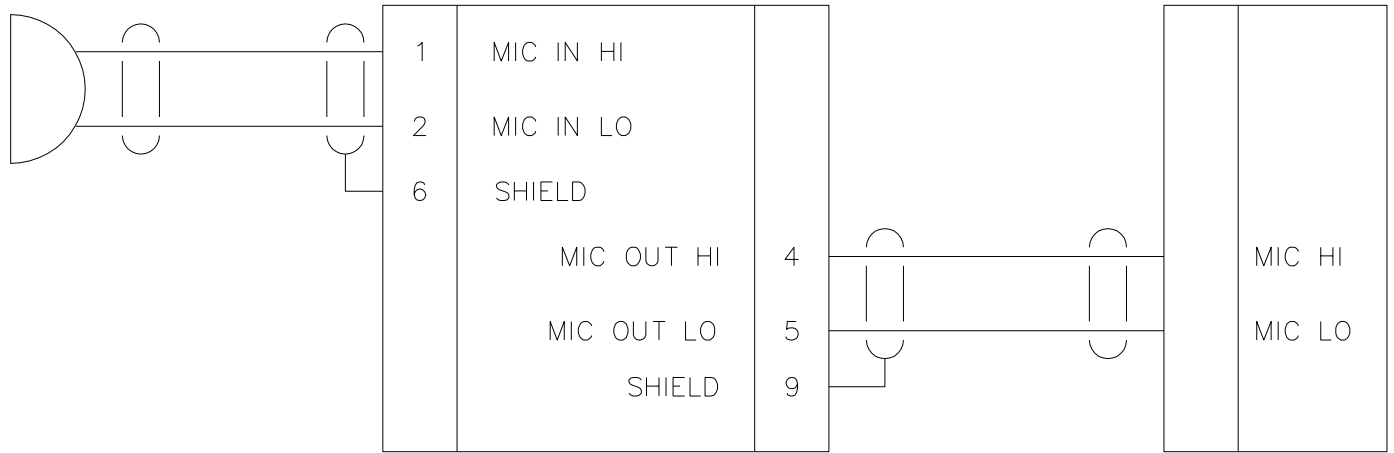 1 MIC IN HI
2 MIC IN LO
6 SHIELD
MIC OUT HI 4 MIC HI
MIC OUT LO 5 MIC LO
SHIELD 9